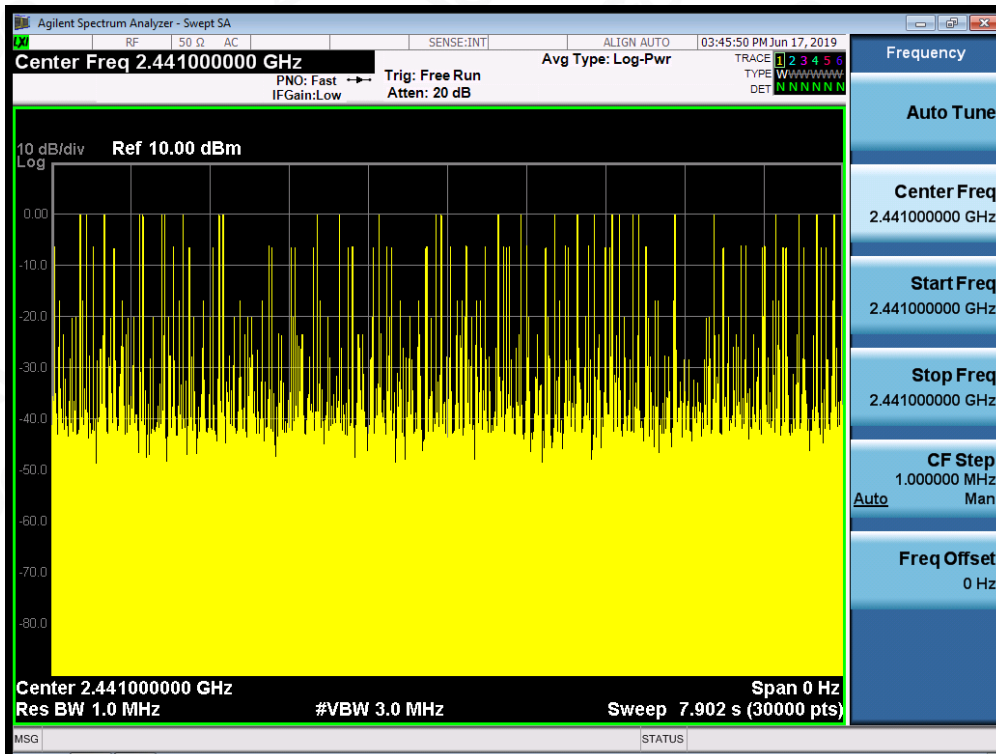 Agilent Spectrum Analyzer - Swept SA
LXI RF 50 Ω AC SENSE:INT ALIGN AUTO 03:45:50 PM Jun 17, 2019
Center Freq 2.441000000 GHz
PNO: Fast
IFGain:Low
Trig: Free Run
Atten: 20 dB
Avg Type: Log-Pwr
TRACE 1 2 3 4 5 6
TYPE WWWWWW
DET N N N N N N
10 dB/div Ref 10.00 dBm
Log
0.00
-10.0
-20.0
-30.0
-40.0
-50.0
-60.0
-70.0
-80.0
Center 2.441000000 GHz Span 0 Hz
Res BW 1.0 MHz #VBW 3.0 MHz Sweep 7.902 s (30000 pts)
MSG STATUS
Frequency
Auto Tune
Center Freq
2.441000000 GHz
Start Freq
2.441000000 GHz
Stop Freq
2.441000000 GHz
CF Step
1.000000 MHz
Auto Man
Freq Offset
0 Hz